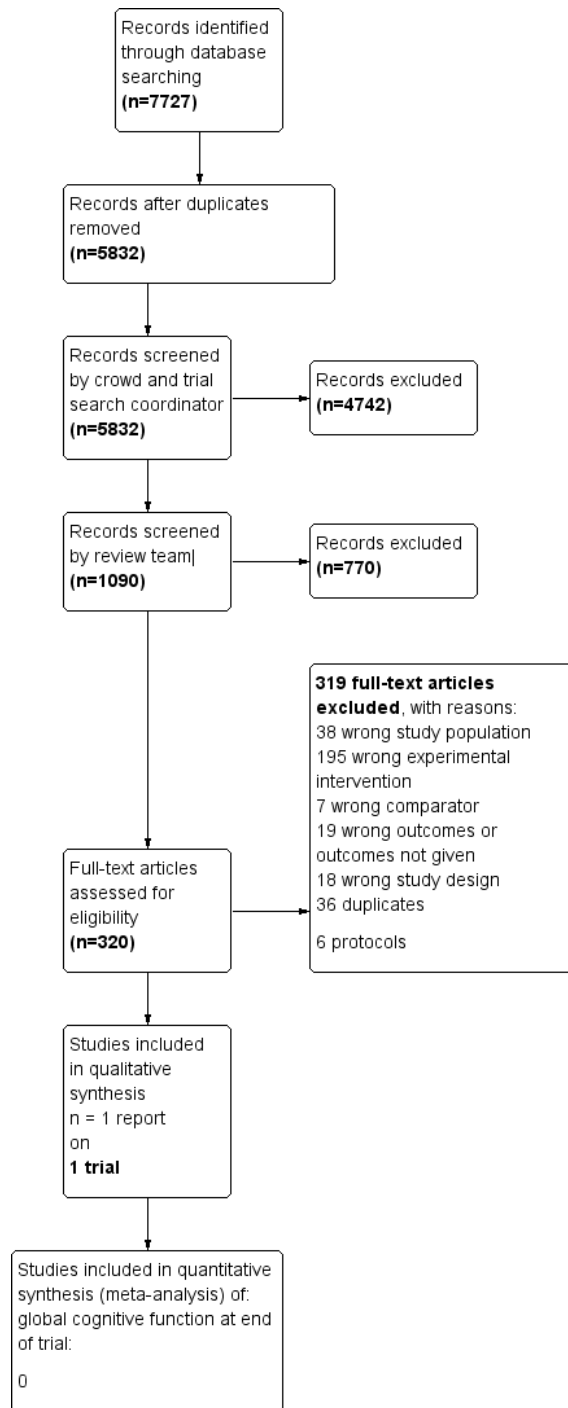 Records identified
through database
searching
(n=7727)
Records after duplicates
removed
(n=5832)
Records screened
by crowd and trial
search coordinator
(n=5832)
Records excluded
(n=4742)
Records screened
by review team|
(n=1090)
Records excluded
(n=770)
319 full-text articles
excluded, with reasons:
38 wrong study population
195 wrong experimental
intervention
7 wrong comparator
19 wrong outcomes or
outcomes not given
18 wrong study design
36 duplicates
6 protocols
Full-text articles
assessed for
eligibility
(n=320)
Studies included
in qualitative
synthesis
n = 1 report
on
1 trial
Studies included in quantitative
synthesis (meta-analysis) of:
global cognitive function at end
of trial:
0